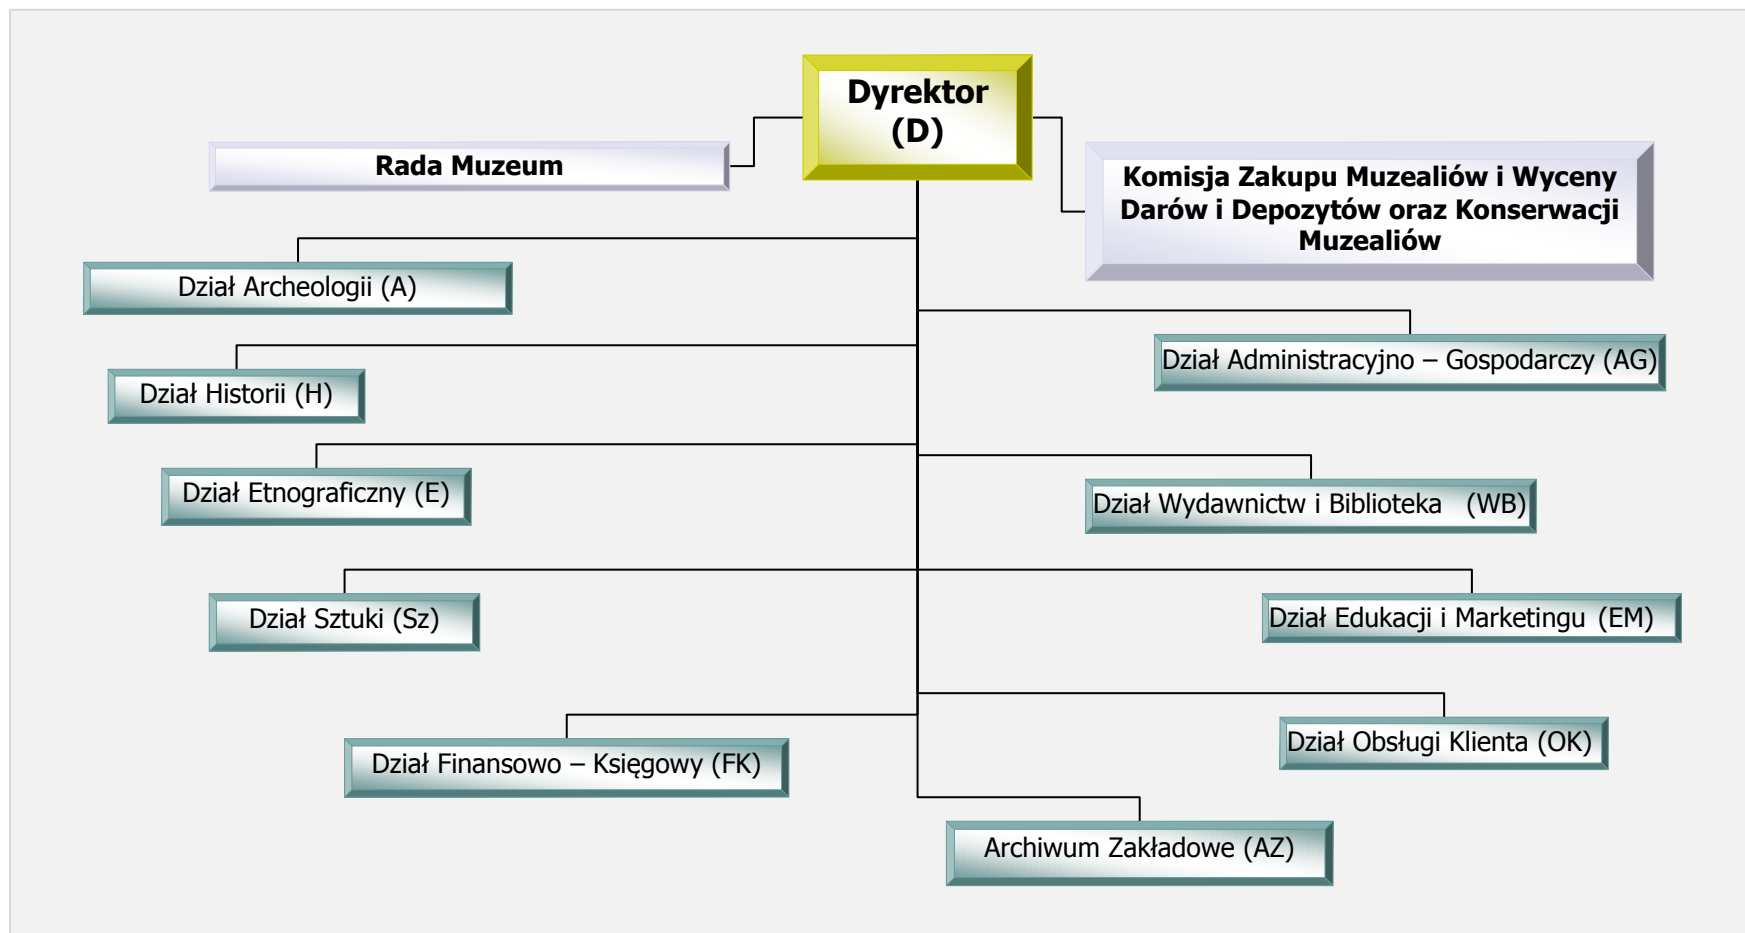 Dyrektor
(D)
Rada Muzeum
Komisja Zakupu Muzealiów i Wyceny
Darów i Depozytów oraz Konserwacji
Muzealiów
Dział Archeologii (A)
Dział Administracyjno – Gospodarczy (AG)
Dział Historii (H)
Dział Etnograficzny (E)
Dział Wydawnictw i Biblioteka (WB)
Dział Sztuki (Sz)
Dział Edukacji i Marketingu (EM)
Dział Obsługi Klienta (OK)
Dział Finansowo – Księgowy (FK)
Archiwum Zakładowe (AZ)